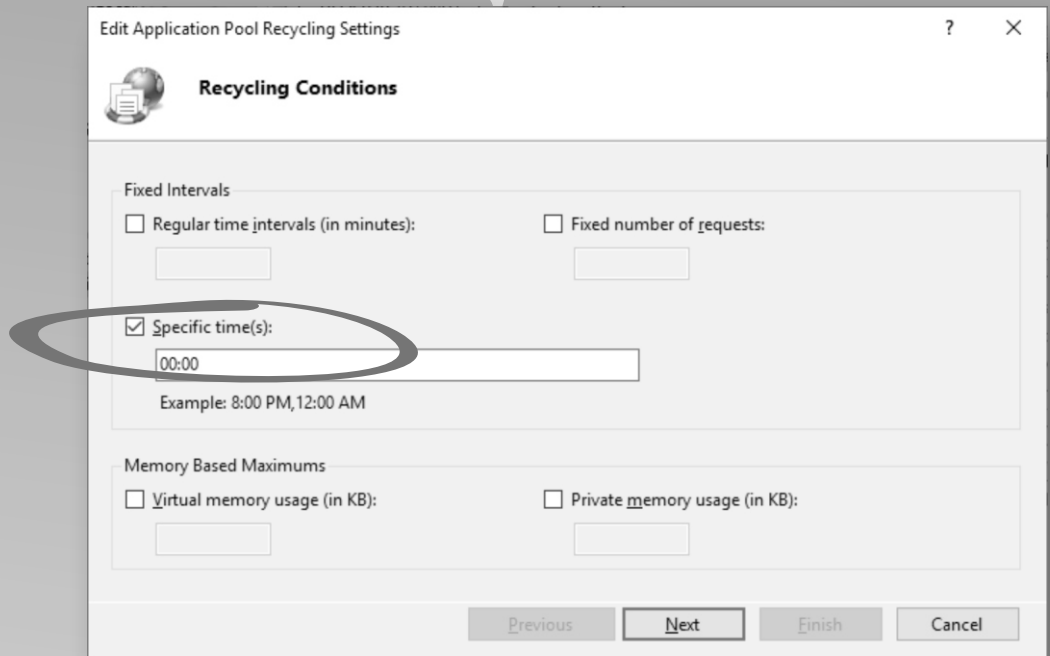 Edit Application Pool Recycling Settings ?
Recycling Conditions
Fixed Intervals
Regular time intervals (in minutes):
Fixed number of requests:
Specific time(s):
00:00
Example: 8:00 PM,12:00 AM
Memory Based Maximums
Virtual memory usage (in KB):
Private memory usage (in KB):
Previous
Next
Finish
Cancel